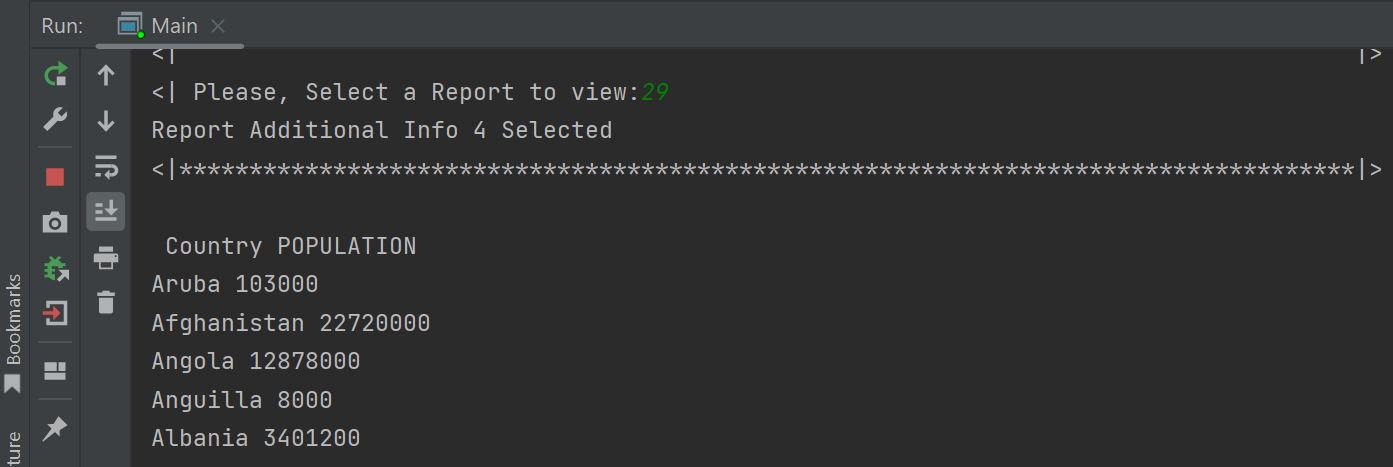 Run: Main
<| |>
<| Please, Select a Report to view:29
Report Additional Info 4 Selected
<|************************************************************************************|>
Country POPULATION
Aruba 103000
Afghanistan 22720000
Angola 12878000
Anguilla 8000
Albania 3401200
Bookmarks
ture